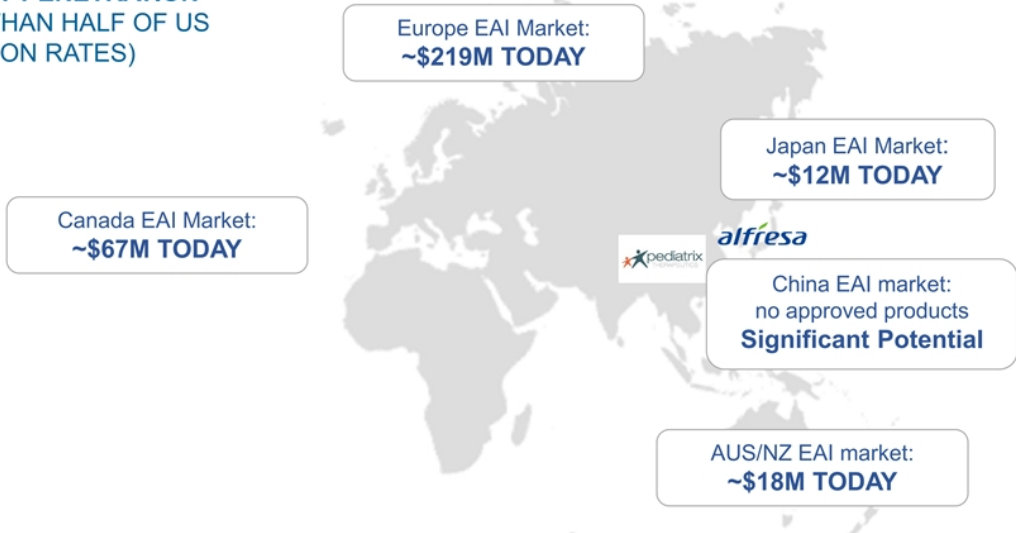 HAN HALF OF US
ON RATES)
Europe EAI Market:
~$219M TODAY
Japan EAI Market:
~$12M TODAY
Canada EAI Market:
~$67M TODAY
alfresa
pediatrix
THERAPEUTICS
China EAI market:
no approved products
Significant Potential
AUS/NZ EAI market:
~$18M TODAY